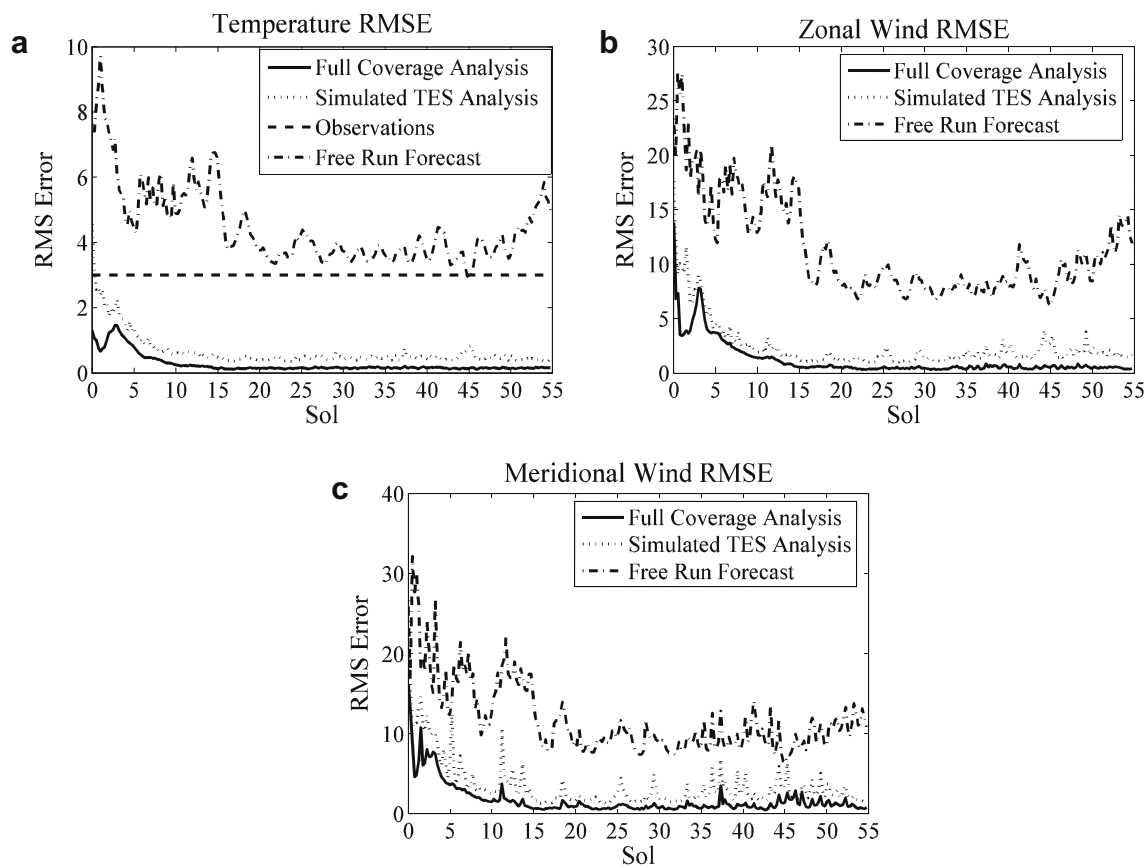 a
Temperature RMSE
10
8
6
4
2
0
RMS Error
Full Coverage Analysis
Simulated TES Analysis
Observations
Free Run Forecast
0 5 10 15 20 25 30 35 40 45 50 55
Sol
b
Zonal Wind RMSE
30
25
20
15
10
5
0
RMS Error
Full Coverage Analysis
Simulated TES Analysis
Free Run Forecast
0 5 10 15 20 25 30 35 40 45 50 55
Sol
c
Meridional Wind RMSE
40
30
20
10
0
RMS Error
Full Coverage Analysis
Simulated TES Analysis
Free Run Forecast
0 5 10 15 20 25 30 35 40 45 50 55
Sol